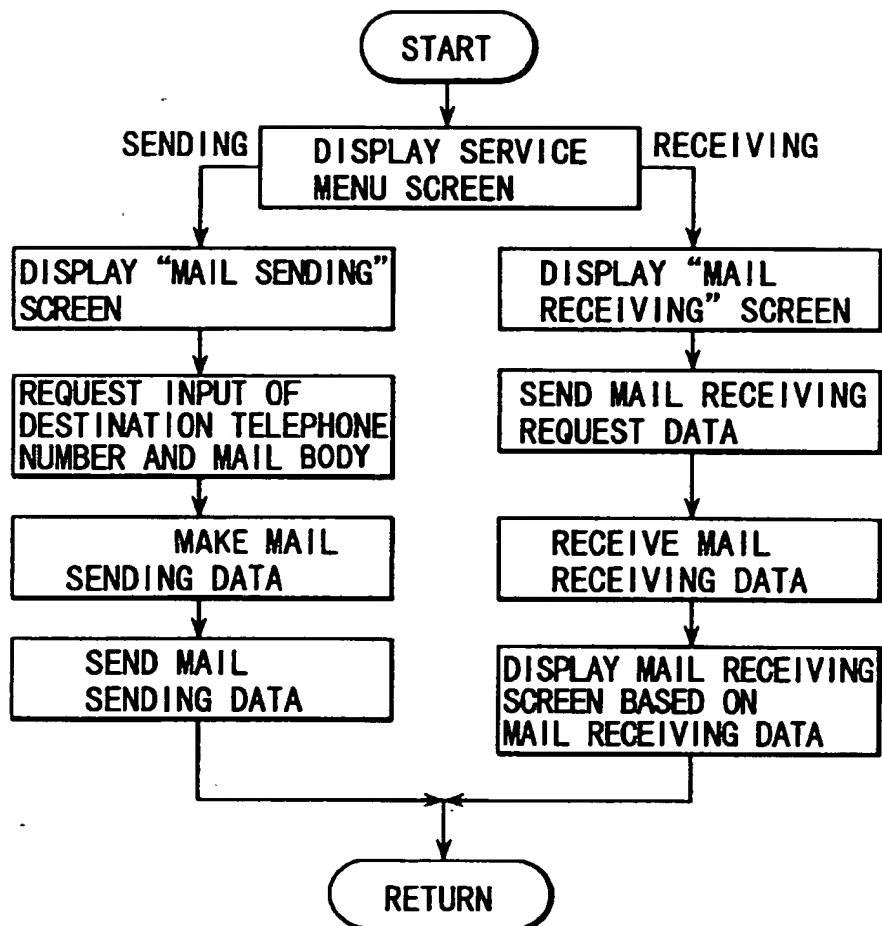 START
SENDING
DISPLAY SERVICE
MENU SCREEN
RECEIVING
DISPLAY “MAIL SENDING”
SCREEN
REQUEST INPUT OF
DESTINATION TELEPHONE
NUMBER AND MAIL BODY
MAKE MAIL
SENDING DATA
SEND MAIL
SENDING DATA
DISPLAY “MAIL
RECEIVING” SCREEN
SEND MAIL RECEIVING
REQUEST DATA
RECEIVE MAIL
RECEIVING DATA
DISPLAY MAIL RECEIVING
SCREEN BASED ON
MAIL RECEIVING DATA
RETURN